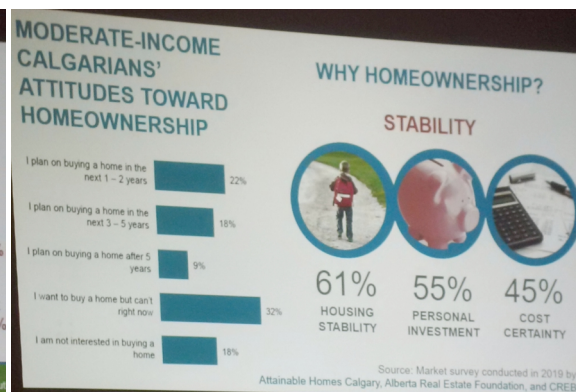 MODERATE-INCOME
CALGARIANS'
ATTITUDES TOWARD
HOMEOWNERSHIP
I plan on buying a home in the
next 1 – 2 years
22%
I plan on buying a home in the
next 3 – 5 years
18%
I plan on buying a home after 5
years
9%
I want to buy a home but can't
right now
32%
I am not interested in buying a
home
18%
WHY HOMEOWNERSHIP?
STABILITY
61%
HOUSING
STABILITY
55%
PERSONAL
INVESTMENT
45%
COST
CERTAINTY
Source: Market survey conducted in 2019 by
Attainable Homes Calgary, Alberta Real Estate Foundation, and CREB